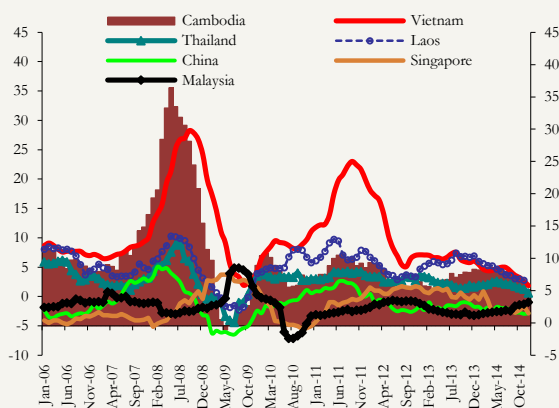 Cambodia
Vietnam
Thailand
Laos
China
Singapore
Malaysia
45
40
35
30
25
20
15
10
5
0
-5
-10
45
40
35
30
25
20
15
10
5
0
-5
Jan-06
Jun-06
Nov-06
Apr-07
Sep-07
Feb-08
Jul-08
Dec-08
May-09
Oct-09
Mar-10
Aug-10
Jan-11
Jun-11
Nov-11
Apr-12
Sep-12
Feb-13
Jul-13
Dec-13
May-14
Oct-14